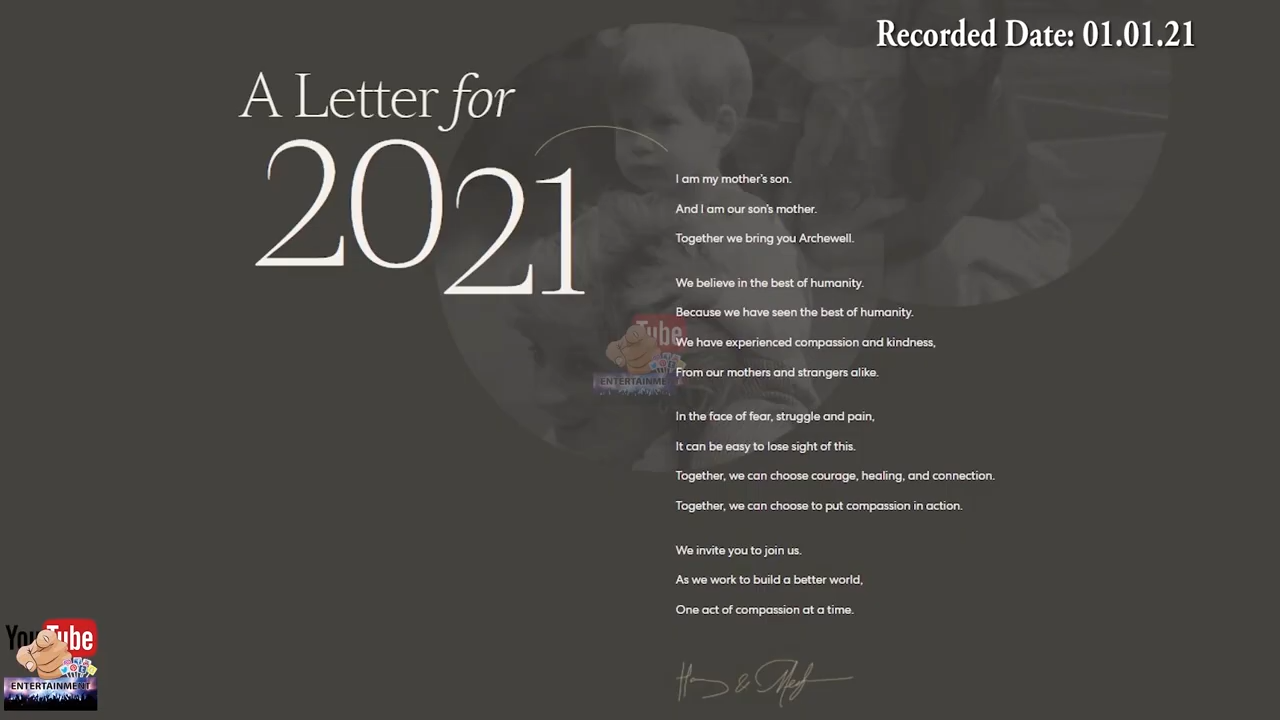 Recorded Date: 01.01.21
A Letter for
2021
I am my mother's son.
And I am our son's mother.
Together we bring you Archewell.
We believe in the best of humanity.
Because we have seen the best of humanity.
We have experienced compassion and kindness,
From our mothers and strangers alike.
In the face of fear, struggle and pain,
It can be easy to lose sight of this.
Together, we can choose courage, healing, and connection.
Together, we can choose to put compassion in action.
We invite you to join us.
As we work to build a better world,
One act of compassion at a time.
Harry & Meghan
Tube
ENTERTAINMENT
YouTube
ENTERTAINMENT